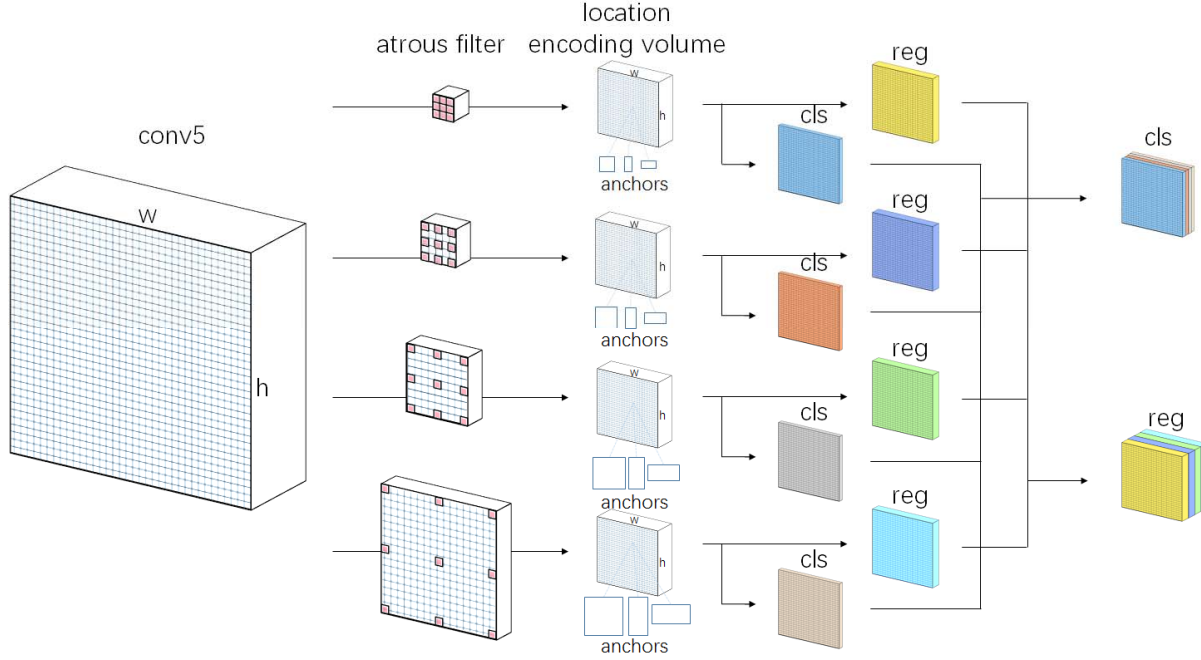 location
atrous filter encoding volume
reg
w
cls
h
conv5
cls
anchors
w
reg
w
cls
h
anchors
reg
w
h
cls
h
reg
anchors
reg
w
cls
h
anchors